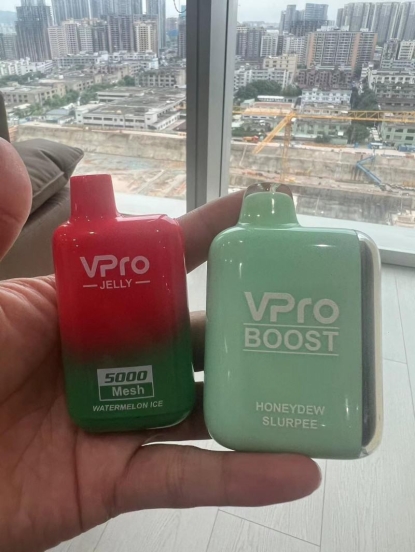 VPro
JELLY
5000
Mesh
WATERMELON ICE
VPro
BOOST
HONEYDEW
SLURPEE